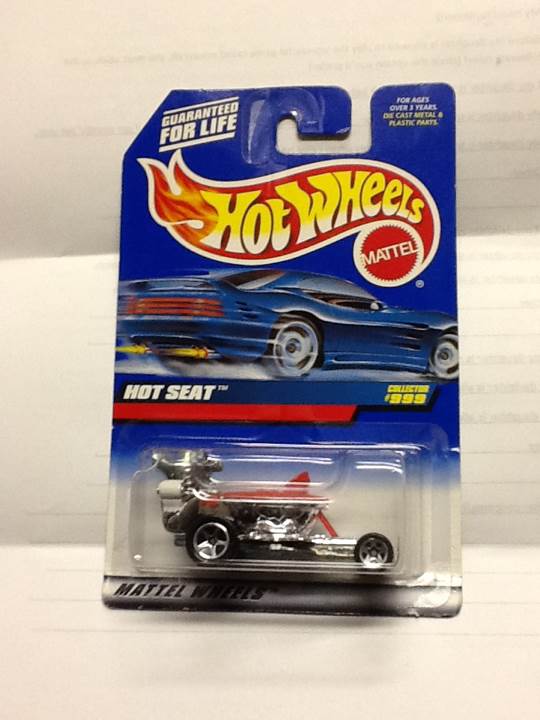 GUARANTEED
FOR LIFE
FOR AGES
OVER 3 YEARS.
DIE CAST METAL &
PLASTIC PARTS.
HOT WHEELS
MATTEL
®
HOT SEAT™
COLLECTOR
#999
MATTEL WHEELS™